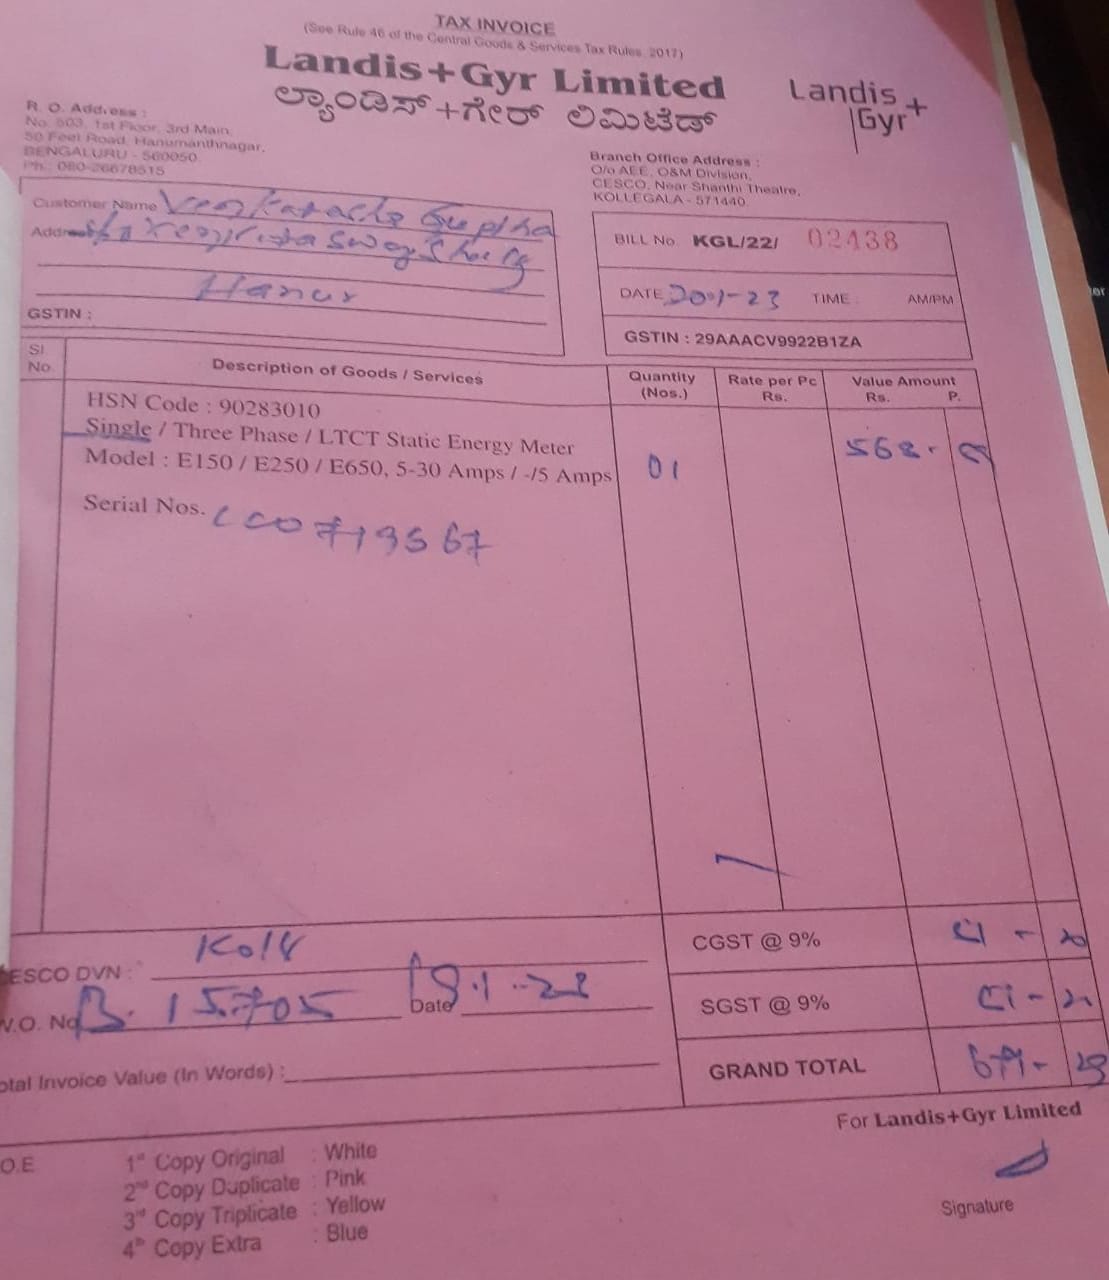 TAX INVOICE
(See Rule 46 of the Central Goods & Services Tax Rules, 2017)
Landis+Gyr Limited
ಲ್ಯಾಂಡಿಸ್+ಗೇರ್ ಲಿಮಿಟೆಡ್
Landis
Gyr+
R. O. Address :
No. 503, 1st Floor, 3rd Main,
50 Feet Road, Hanumanthnagar,
BENGALURU - 560050.
Ph.: 080-26678515
Branch Office Address :
O/o AEE, O&M Division,
CESCO, Near Shanthi Theatre,
KOLLEGALA - 571440.
Customer Name
Address
Hanur
GSTIN :
BILL No. KGL/22/ 02438
DATE 20-1-23 TIME : AM/PM
GSTIN : 29AAACV9922B1ZA
Sl. No. Description of Goods / Services Quantity (Nos.) Rate per Pc Rs. Value Amount Rs. P.
HSN Code : 90283010
Single / Three Phase / LTCT Static Energy Meter
Model : E150 / E250 / E650, 5-30 Amps / -/5 Amps 01
Serial Nos.
CGST @ 9%
SGST @ 9%
GRAND TOTAL
CESCO DVN :
W.O. No. 15705 Date 19.1.23
Total Invoice Value (In Words) :
For Landis+Gyr Limited
Signature
O.E
1st Copy Original : White
2nd Copy Duplicate : Pink
3rd Copy Triplicate : Yellow
4th Copy Extra : Blue